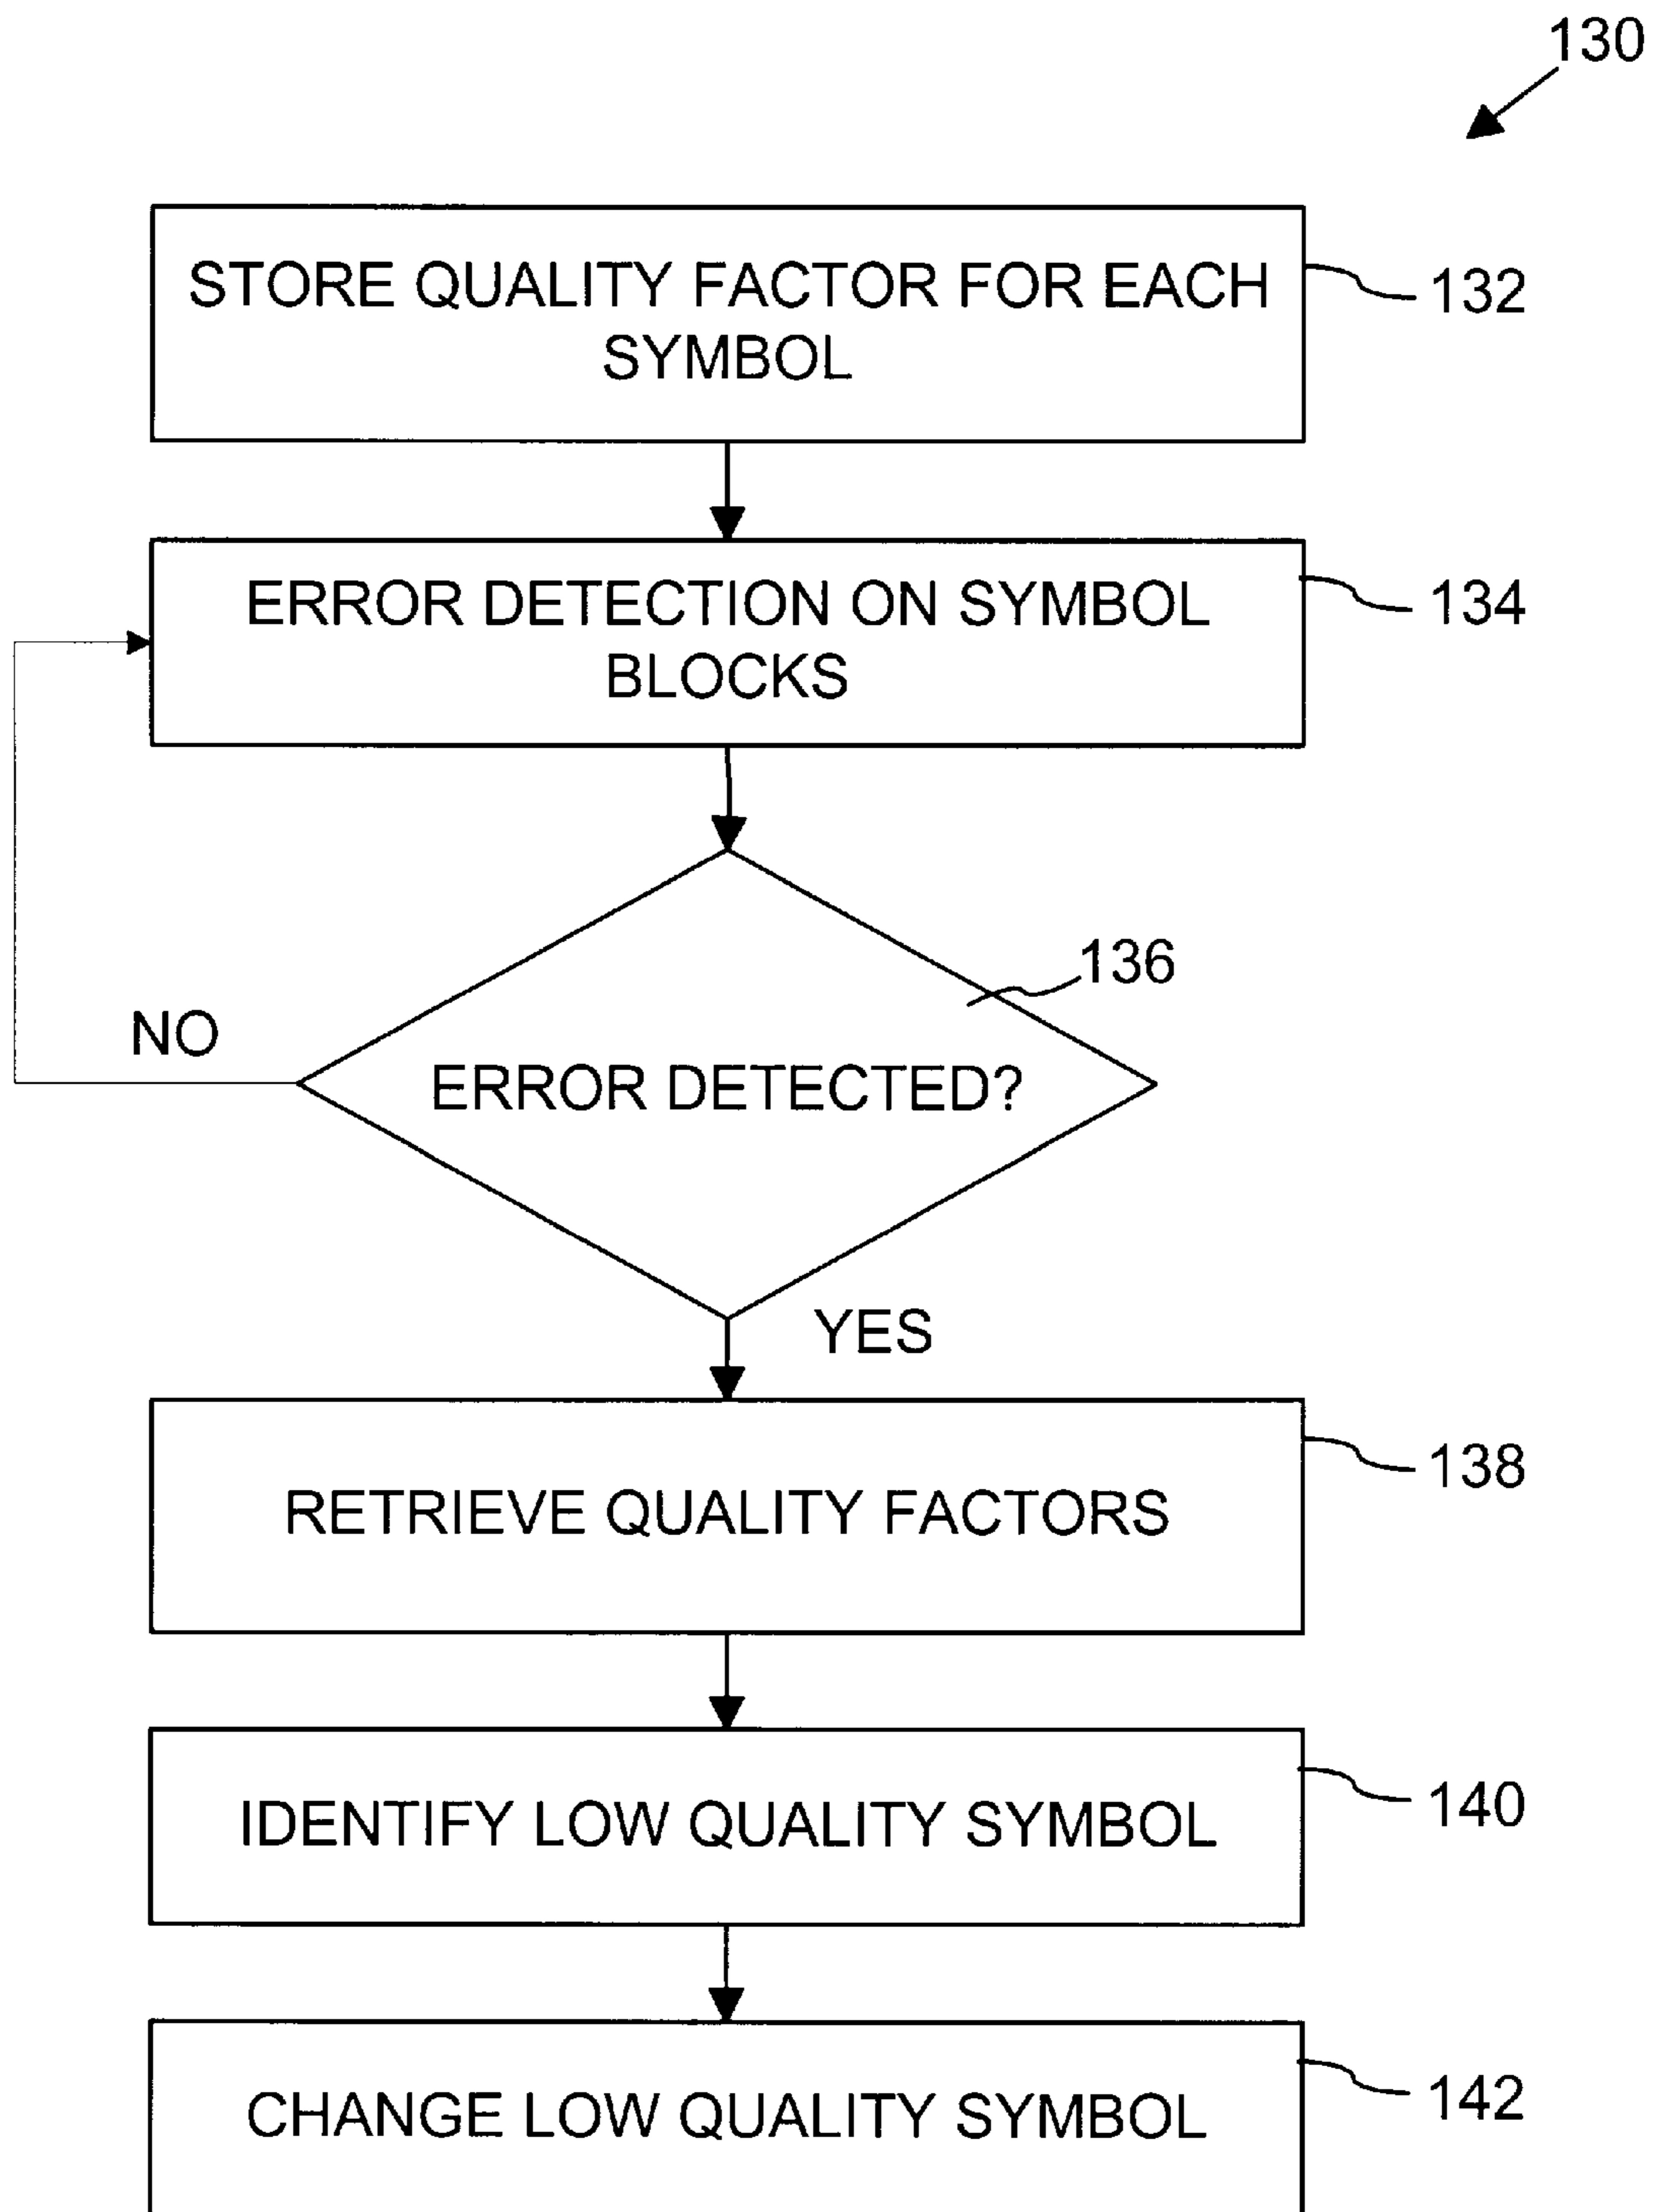 130
STORE QUALITY FACTOR FOR EACH
SYMBOL
132
ERROR DETECTION ON SYMBOL
BLOCKS
134
136
NO
ERROR DETECTED?
YES
RETRIEVE QUALITY FACTORS
138
IDENTIFY LOW QUALITY SYMBOL
140
CHANGE LOW QUALITY SYMBOL
142